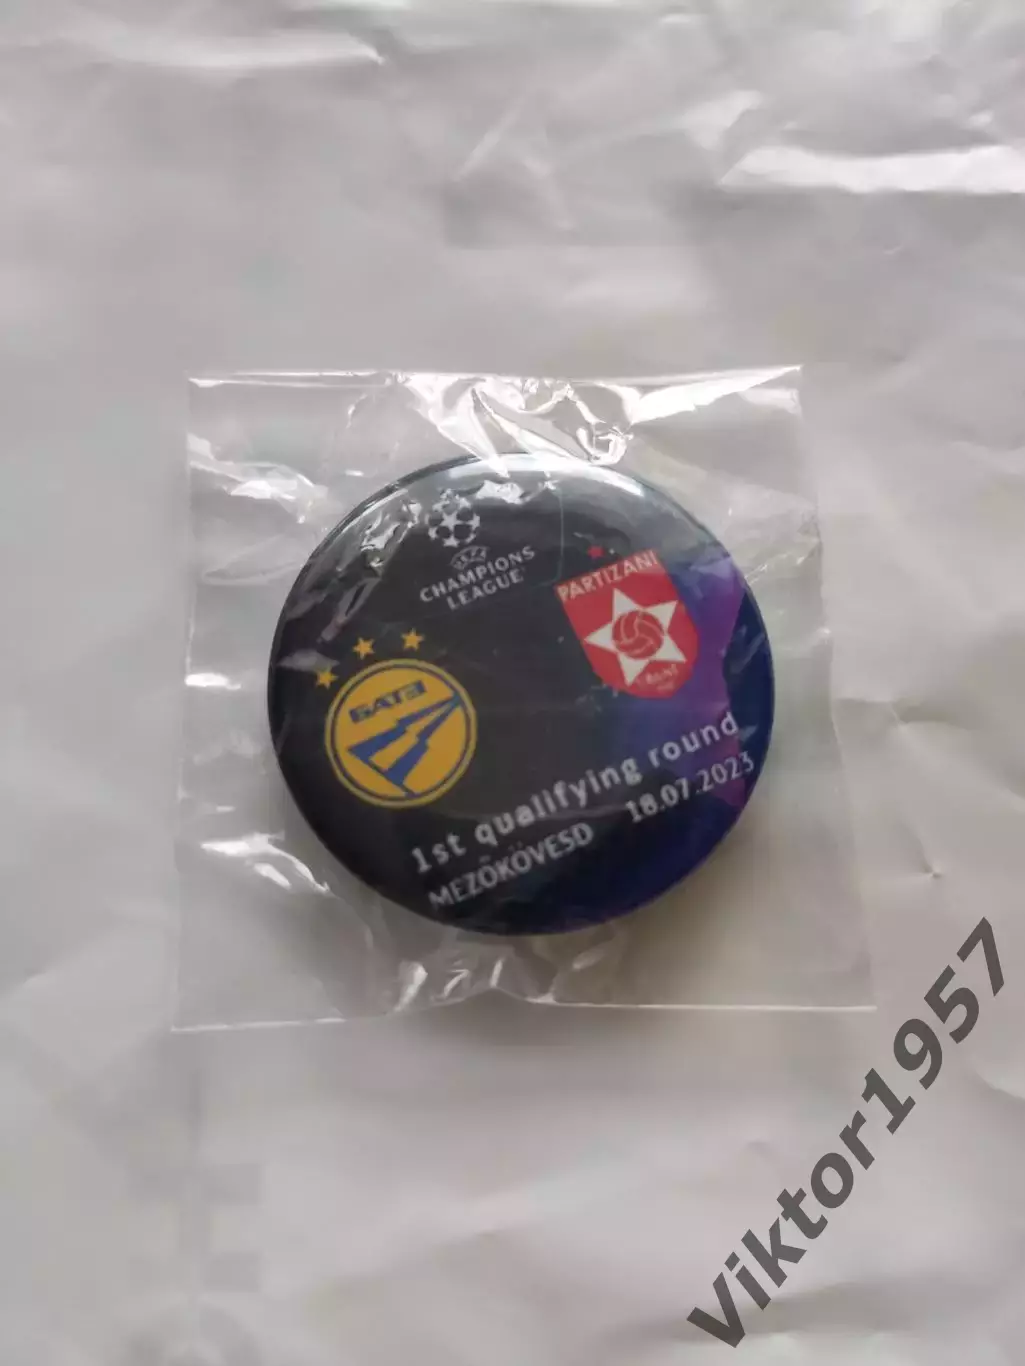 UEFA
CHAMPIONS
LEAGUE
PARTIZANI
БАТЭ
1st qualifying round
MEZŐKÖVESD 18.07.2023
Viktor1957